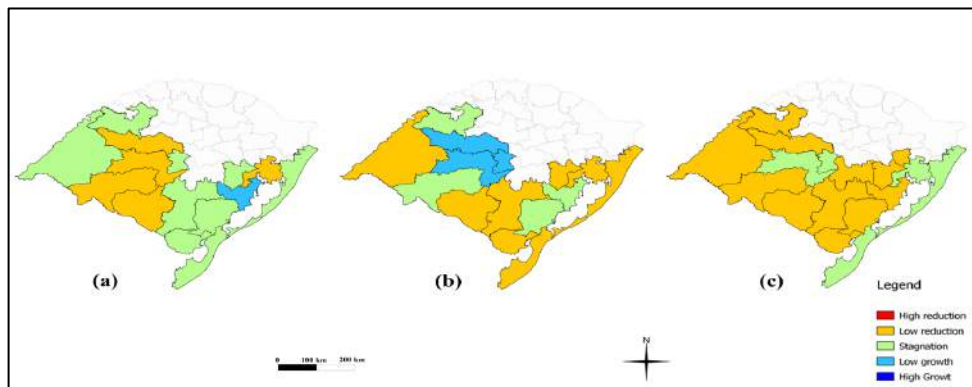 (a)
(b)
(c)
Legend
High reduction
Low reduction
Stagnation
Low growth
High Growt
0 100 km 200 km
N